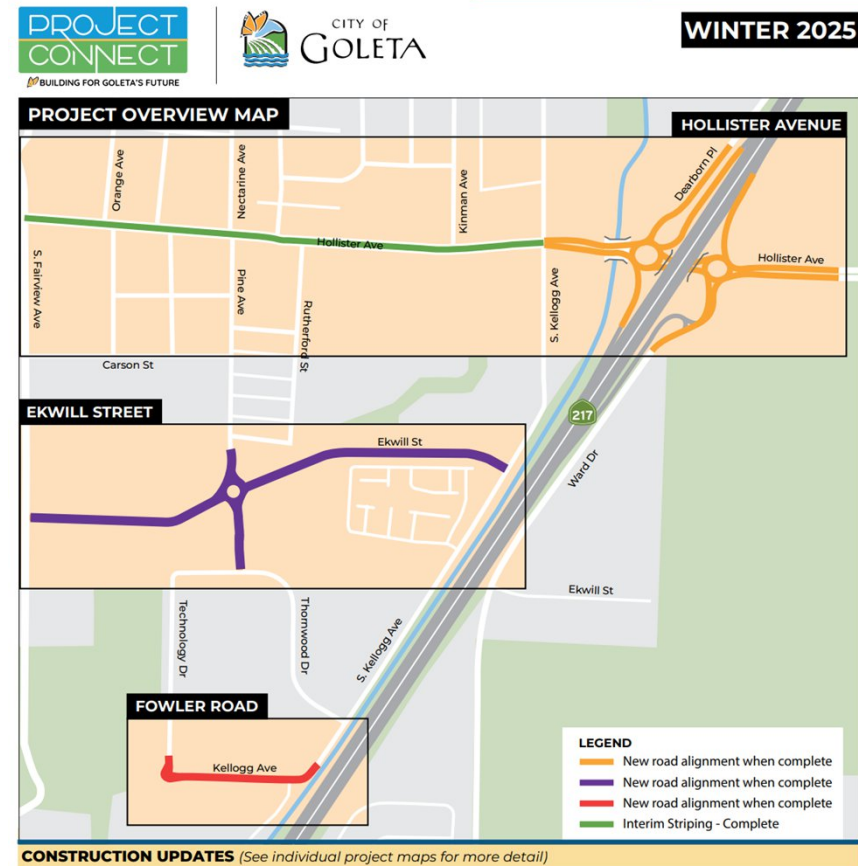 PROJECT
CONNECT
BUILDING FOR GOLETA'S FUTURE
CITY OF
GOLETA
WINTER 2025
PROJECT OVERVIEW MAP
HOLLISTER AVENUE
Orange Ave
Nectarine Ave
Kinman Ave
Dearborn Pl
Hollister Ave
Hollister Ave
S. Fairview Ave
Pine Ave
Rutherford St
S. Kellogg Ave
Carson St
EKWILL STREET
217
Ekwill St
Ward Dr
Ekwill St
Technology Dr
Thornwood Dr
S. Kellogg Ave
FOWLER ROAD
Kellogg Ave
LEGEND
New road alignment when complete
New road alignment when complete
New road alignment when complete
Interim Striping - Complete
CONSTRUCTION UPDATES (See individual project maps for more detail)